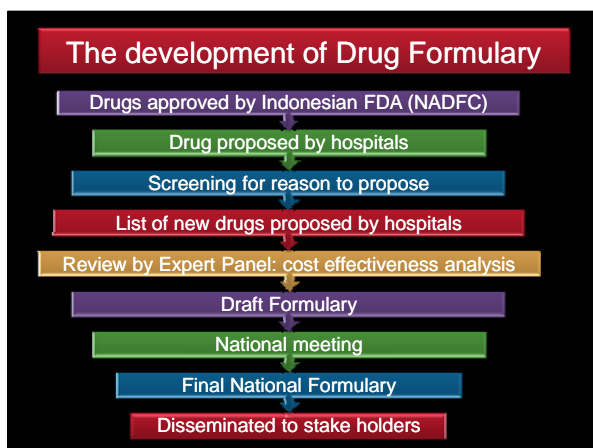 The development of Drug Formulary
Drugs approved by Indonesian FDA (NADFC)
Drug proposed by hospitals
Screening for reason to propose
List of new drugs proposed by hospitals
Review by Expert Panel: cost effectiveness analysis
Draft Formulary
National meeting
Final National Formulary
Disseminated to stake holders